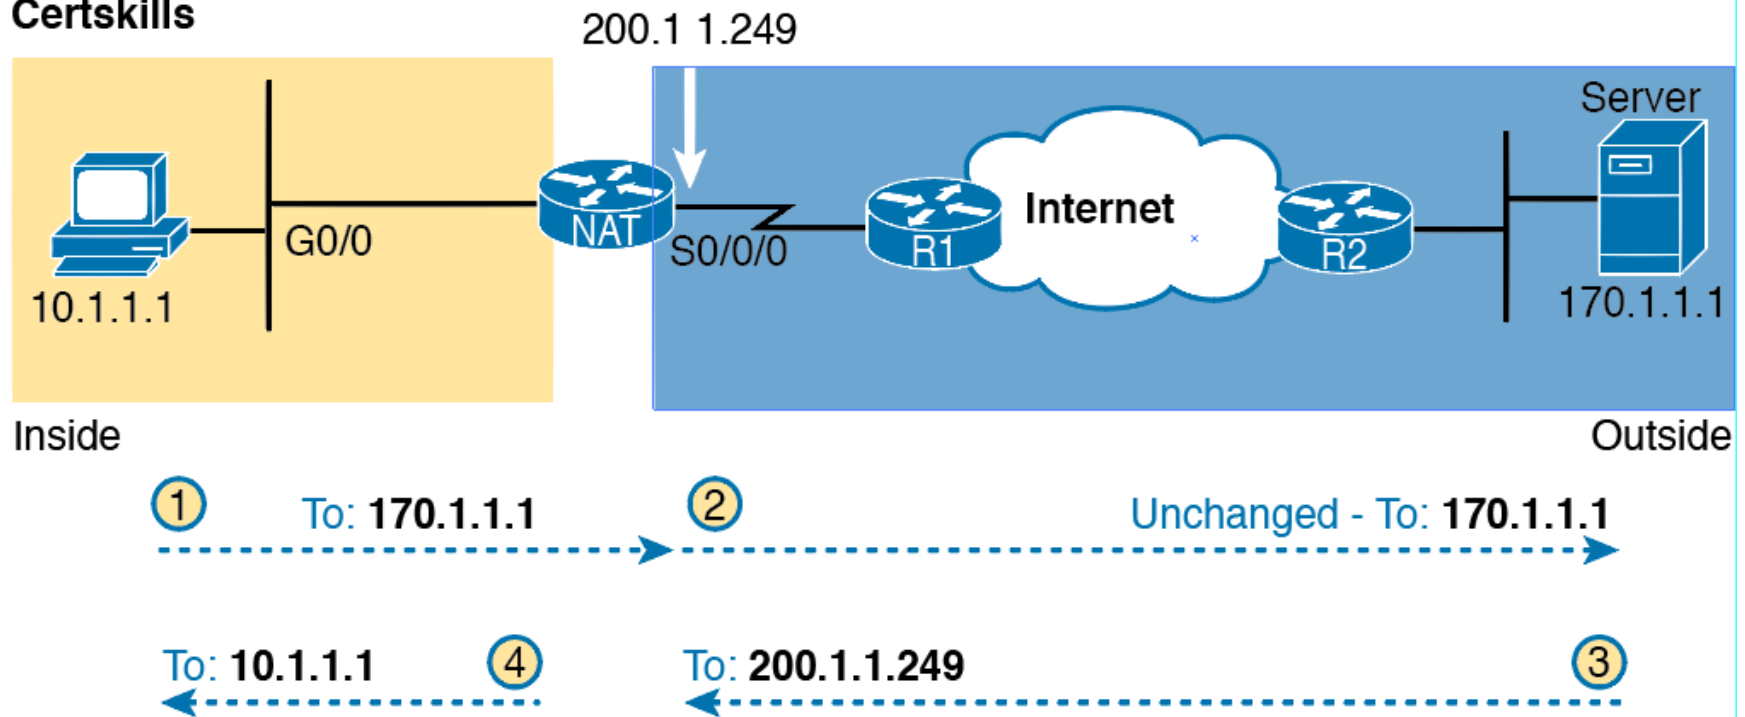 Certskills
200.1 1.249
Server
NAT
R1
Internet
R2
G0/0
S0/0/0
10.1.1.1
170.1.1.1
Inside
Outside
1
To: 170.1.1.1
2
Unchanged - To: 170.1.1.1
To: 10.1.1.1
4
To: 200.1.1.249
3